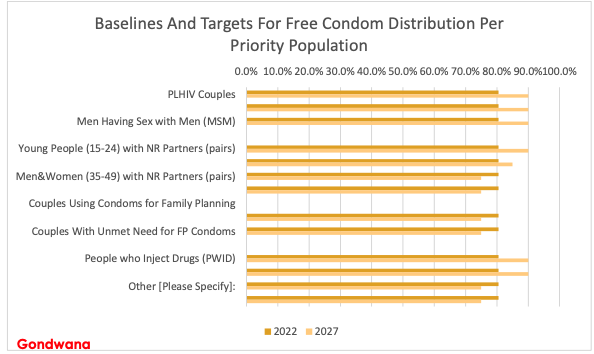 Baselines And Targets For Free Condom Distribution Per
Priority Population
0.0% 10.0% 20.0% 30.0% 40.0% 50.0% 60.0% 70.0% 80.0% 90.0% 100.0%
PLHIV Couples
Men Having Sex with Men (MSM)
Young People (15-24) with NR Partners (pairs)
Men&Women (35-49) with NR Partners (pairs)
Couples Using Condoms for Family Planning
Couples With Unmet Need for FP Condoms
People who Inject Drugs (PWID)
Other [Please Specify]:
2022 2027
Gondwana